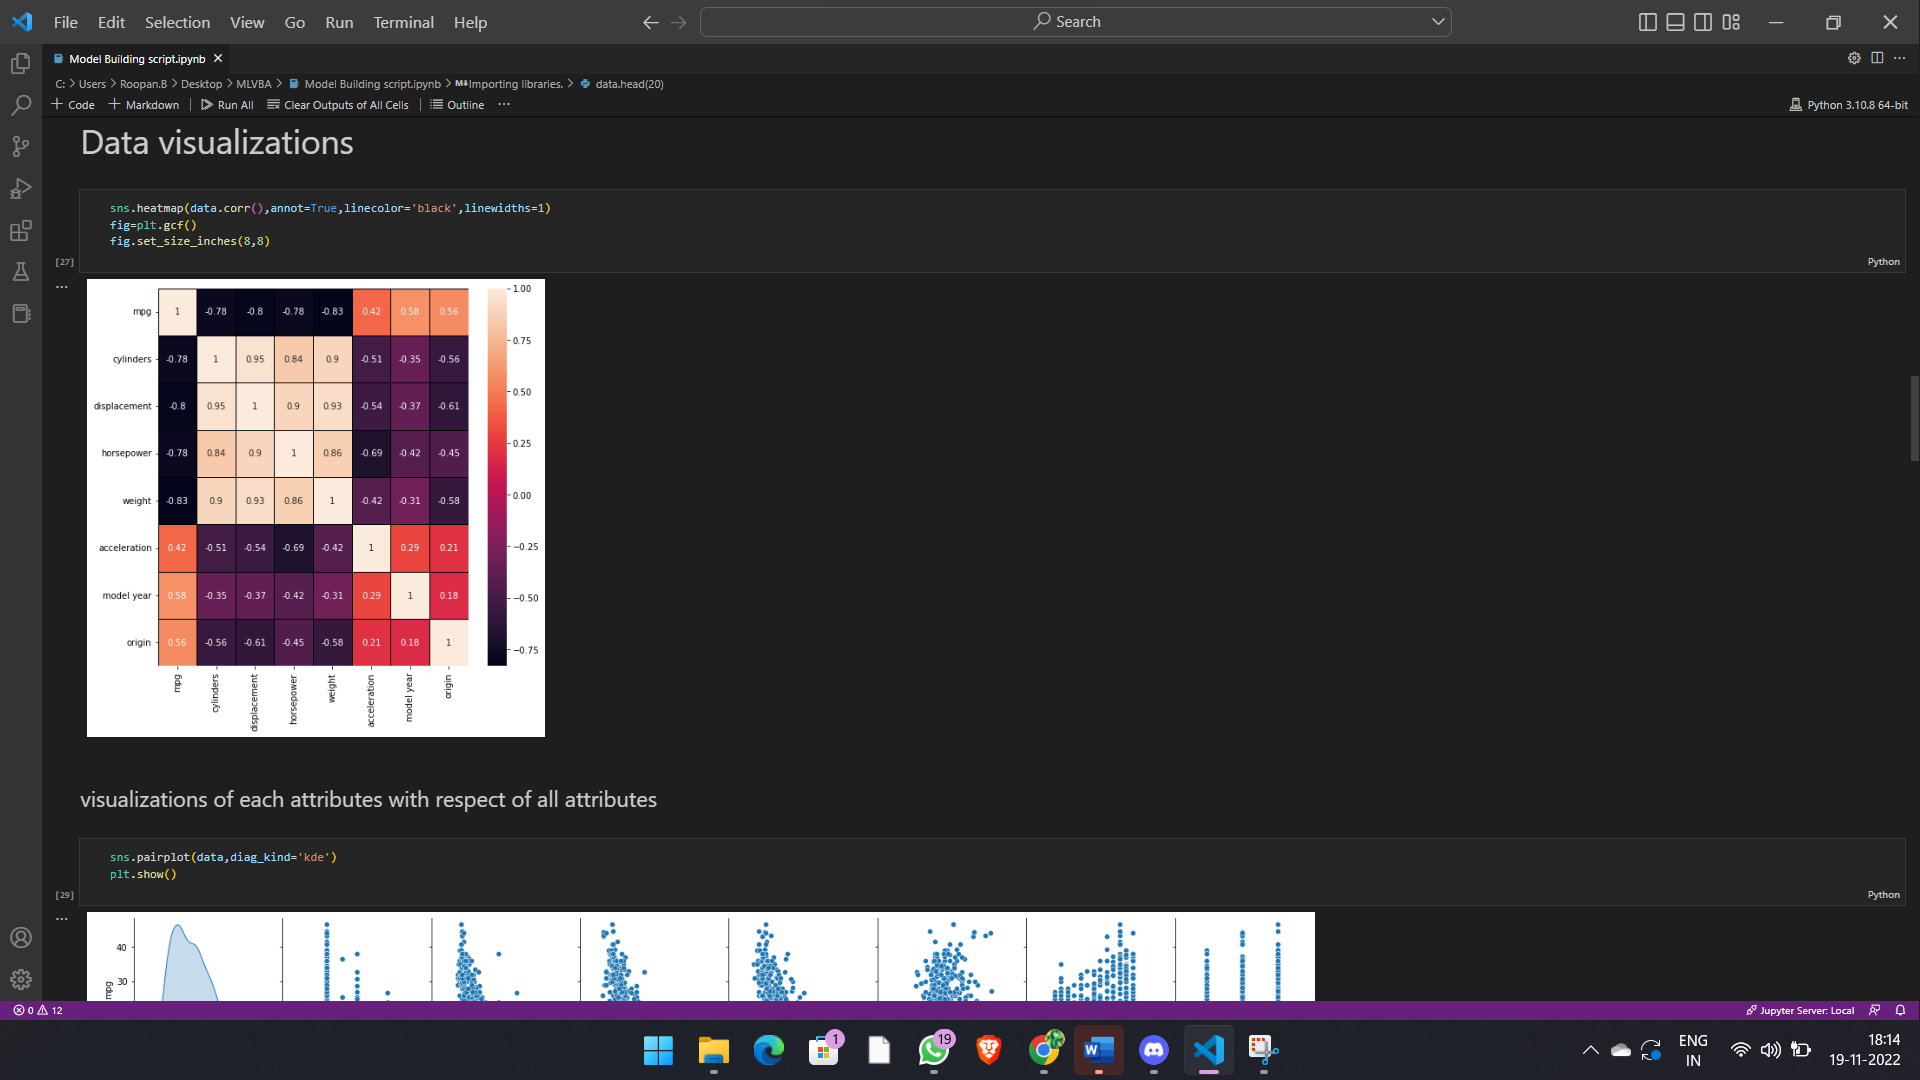 File Edit Selection View Go Run Terminal Help
Search
Model Building script.ipynb
C: > Users > Roopan.B > Desktop > MLVBA > Model Building script.ipynb > M↓Importing libraries. > data.head(20)
+ Code + Markdown | Run All Clear Outputs of All Cells | Outline ...
Python 3.10.8 64-bit
Data visualizations
sns.heatmap(data.corr(),annot=True,linecolor='black',linewidths=1)
fig=plt.gcf()
fig.set_size_inches(8,8)
[27]
Python
mpg 1 -0.78 -0.8 -0.78 -0.83 0.42 0.58 0.56
cylinders -0.78 1 0.95 0.84 0.9 -0.51 -0.35 -0.56
displacement -0.8 0.95 1 0.9 0.93 -0.54 -0.37 -0.61
horsepower -0.78 0.84 0.9 1 0.86 -0.69 -0.42 -0.45
weight -0.83 0.9 0.93 0.86 1 -0.42 -0.31 -0.58
acceleration 0.42 -0.51 -0.54 -0.69 -0.42 1 0.29 0.21
model year 0.58 -0.35 -0.37 -0.42 -0.31 0.29 1 0.18
origin 0.56 -0.56 -0.61 -0.45 -0.58 0.21 0.18 1
mpg cylinders displacement horsepower weight acceleration model year origin
1.00
0.75
0.50
0.25
0.00
−0.25
−0.50
−0.75
visualizations of each attributes with respect of all attributes
sns.pairplot(data,diag_kind='kde')
plt.show()
[29]
Python
40
30
mpg
0 12
Jupyter Server: Local
1
19
W
ENG
IN
18:14
19-11-2022